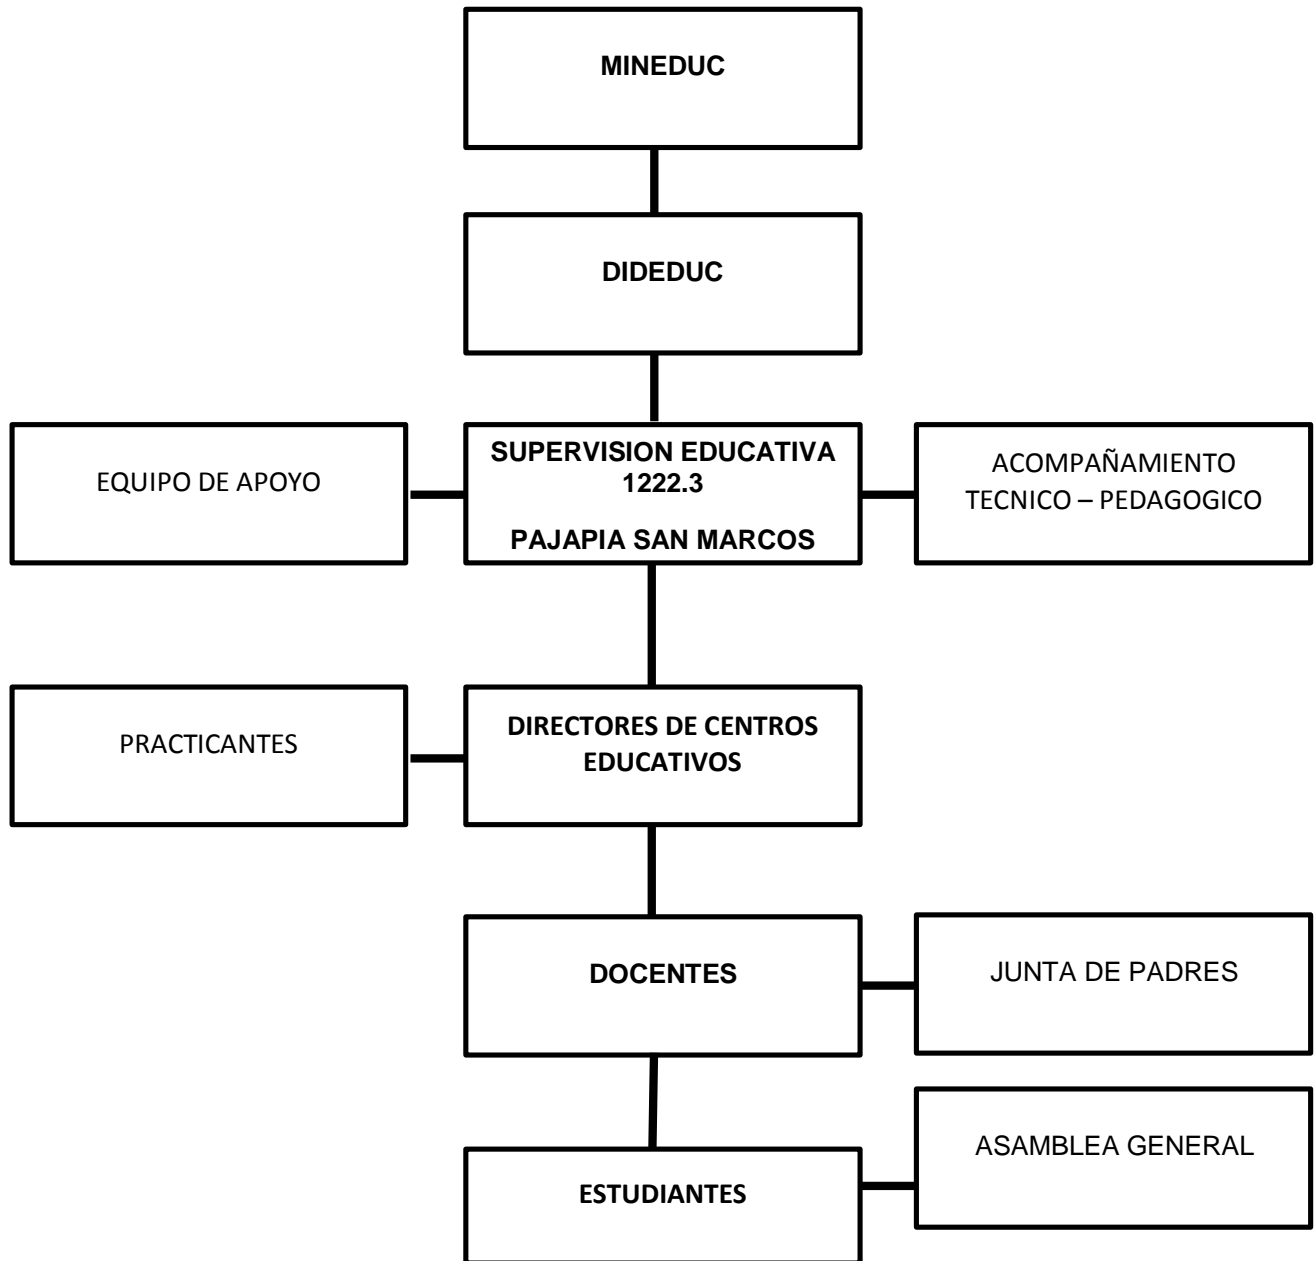 MINEDUC
DIDEDUC
EQUIPO DE APOYO
SUPERVISION EDUCATIVA
1222.3
PAJAPIA SAN MARCOS
ACOMPAÑAMIENTO
TECNICO – PEDAGOGICO
PRACTICANTES
DIRECTORES DE CENTROS
EDUCATIVOS
DOCENTES
JUNTA DE PADRES
ASAMBLEA GENERAL
ESTUDIANTES